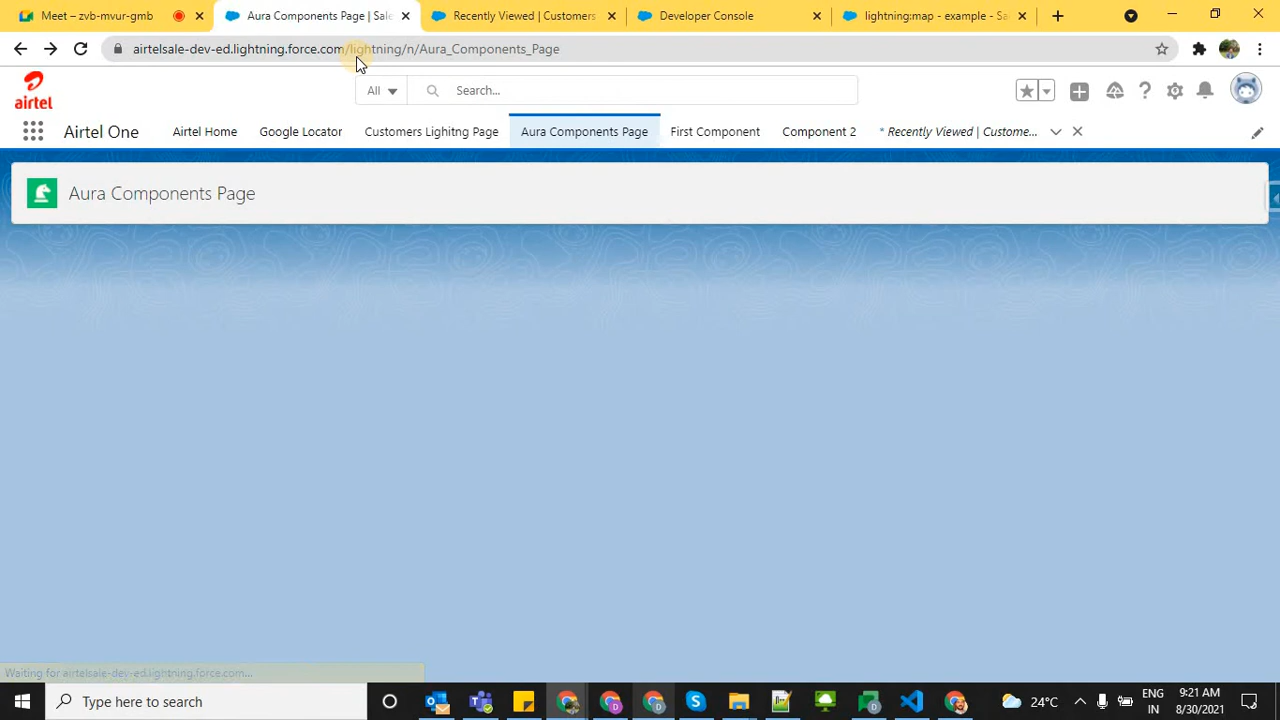 Meet – zvb-mvur-gmb
Aura Components Page | Sale
Recently Viewed | Customers
Developer Console
lightning:map - example - Sa
airtelsale-dev-ed.lightning.force.com/lightning/n/Aura_Components_Page
airtel
All
Search...
Airtel One
Airtel Home
Google Locator
Customers Lighitng Page
Aura Components Page
First Component
Component 2
* Recently Viewed | Custome...
Aura Components Page
Waiting for airtelsale-dev-ed.lightning.force.com...
Type here to search
24°C
ENG
IN
9:21 AM
8/30/2021